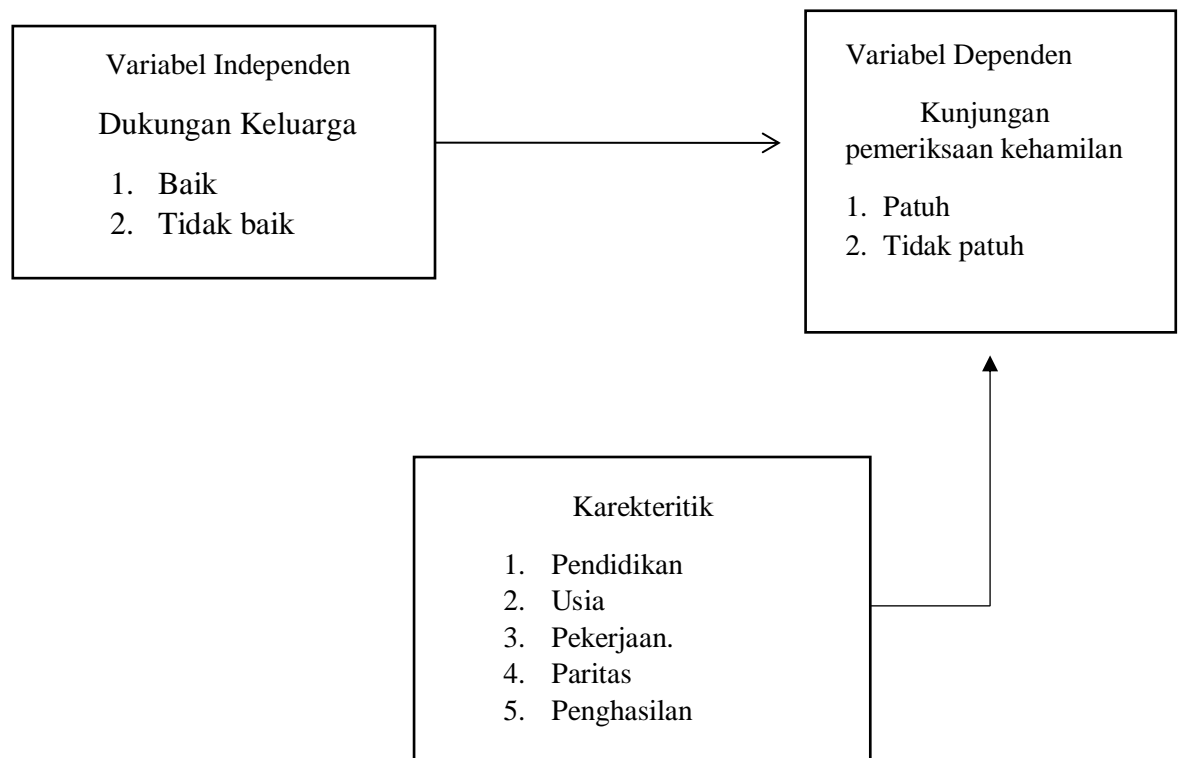 Variabel Independen
Dukungan Keluarga
1. Baik
2. Tidak baik
Variabel Dependen
Kunjungan
pemeriksaan kehamilan
1. Patuh
2. Tidak patuh
Karekteritik
1. Pendidikan
2. Usia
3. Pekerjaan.
4. Paritas
5. Penghasilan